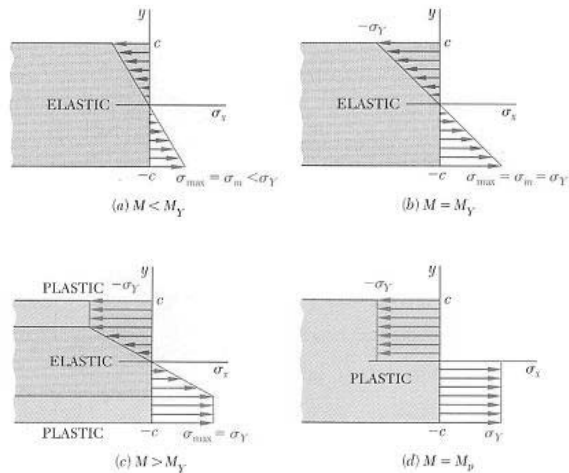 y
c
ELASTIC
σx
−c
σmax = σm < σY
(a) M < MY
y
−σY
c
ELASTIC
σx
−c
σmax = σm = σY
(b) M = MY
y
PLASTIC
−σY
c
ELASTIC
σx
PLASTIC
−c
σmax = σY
(c) M > MY
y
−σY
c
σx
PLASTIC
−c
σY
(d) M = Mp